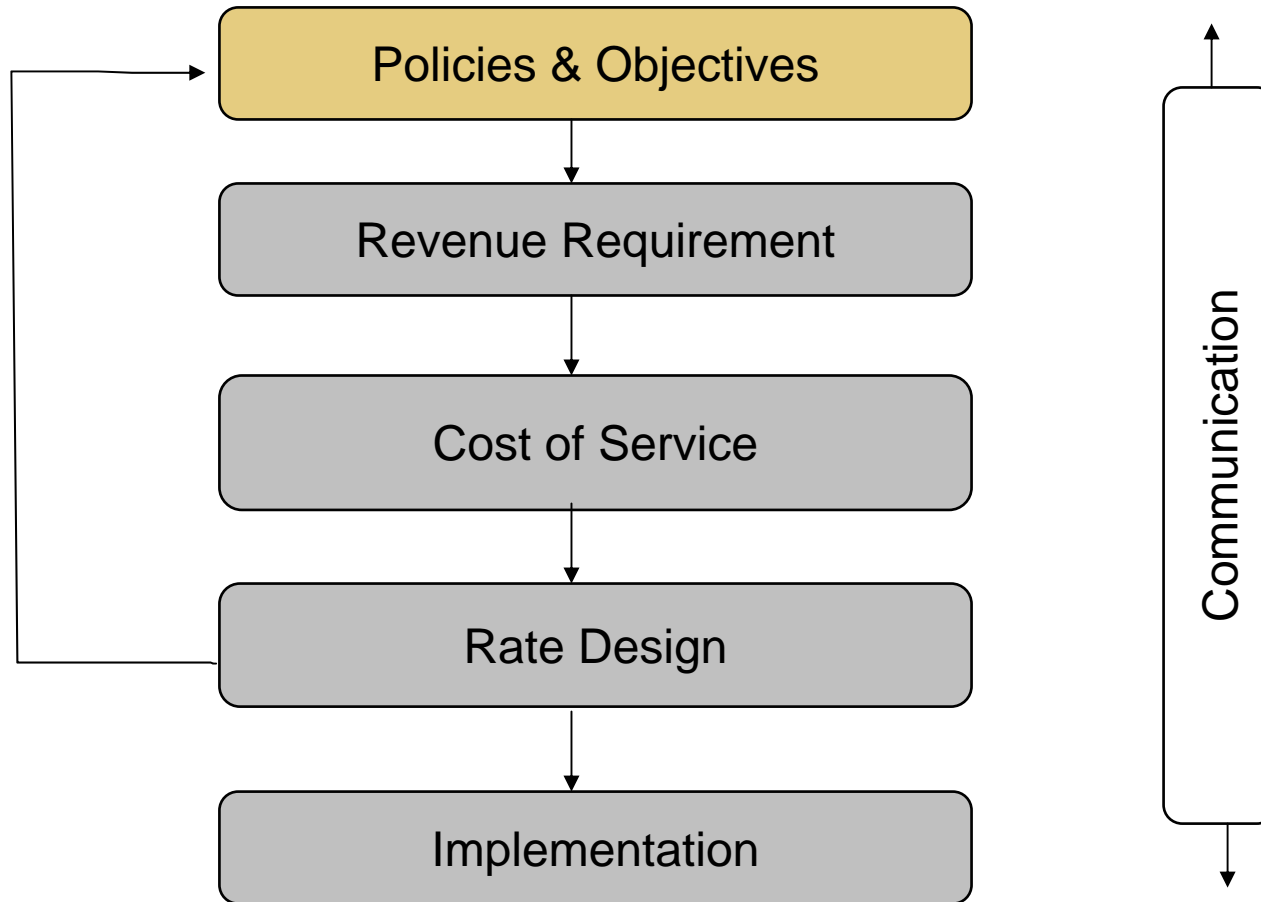 Policies & Objectives
Revenue Requirement
Cost of Service
Rate Design
Implementation
Communication